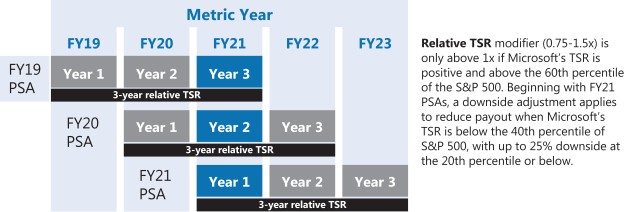 Metric Year
FY19 FY20 FY21 FY22 FY23
FY19 PSA
Year 1 Year 2 Year 3
3-year relative TSR
FY20 PSA
Year 1 Year 2 Year 3
3-year relative TSR
FY21 PSA
Year 1 Year 2 Year 3
3-year relative TSR
Relative TSR modifier (0.75-1.5x) is
only above 1x if Microsoft's TSR is
positive and above the 60th percentile
of the S&P 500. Beginning with FY21
PSAs, a downside adjustment applies
to reduce payout when Microsoft's
TSR is below the 40th percentile of
S&P 500, with up to 25% downside at
the 20th percentile or below.